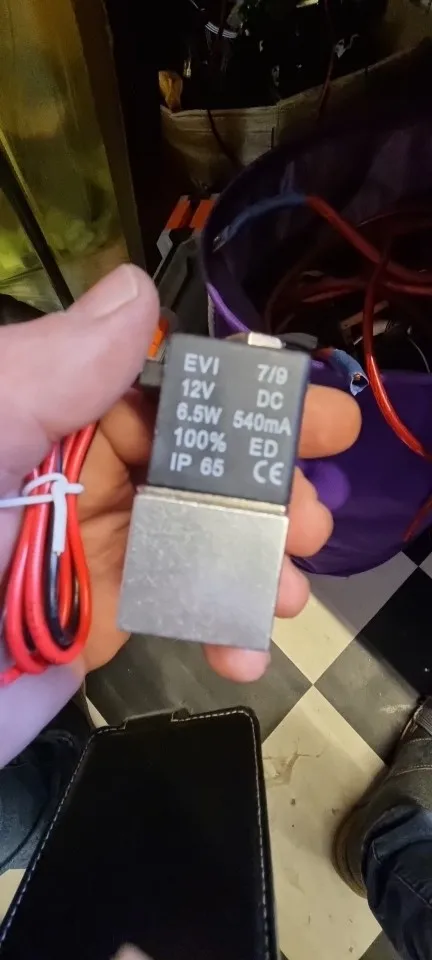 EVI 7/9
12V DC
6.5W 540mA
100% ED
IP 65 CE